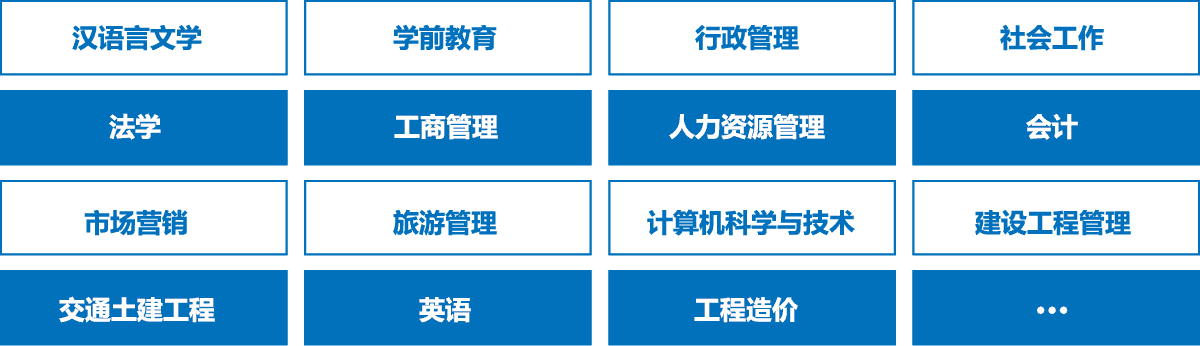 汉语言文学
学前教育
行政管理
社会工作
法学
工商管理
人力资源管理
会计
市场营销
旅游管理
计算机科学与技术
建设工程管理
交通土建工程
英语
工程造价
...